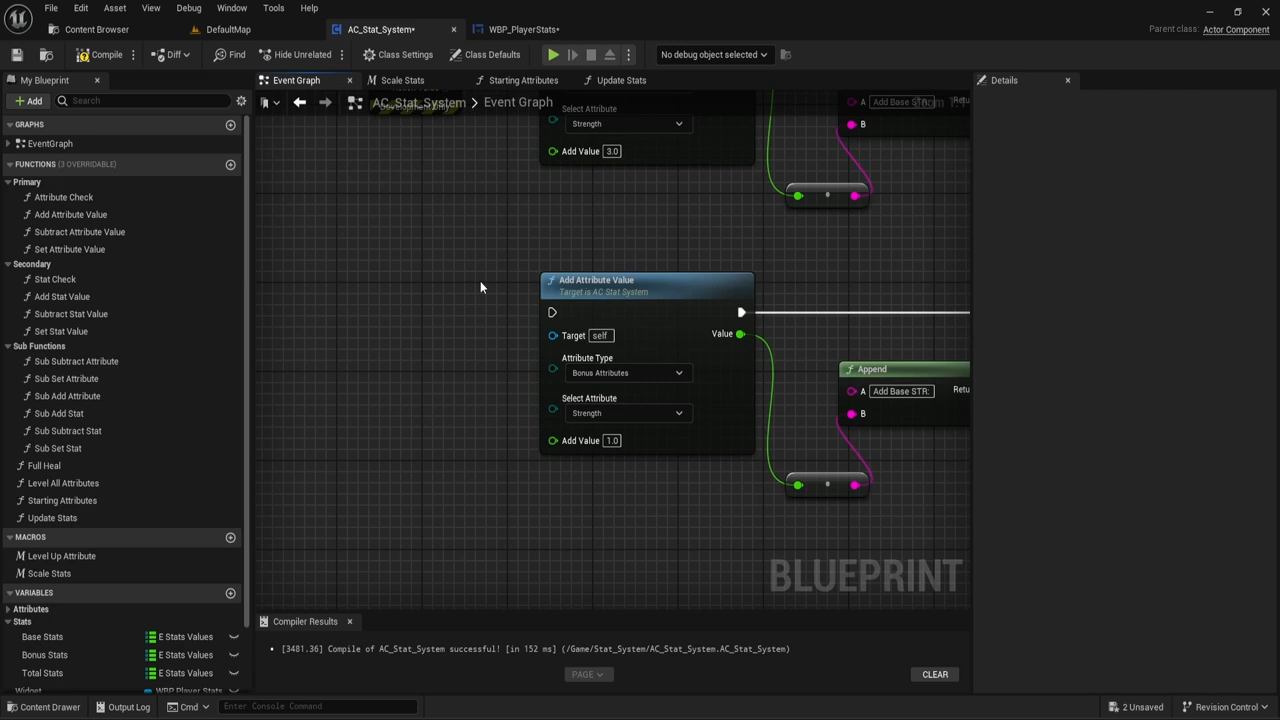 File Edit Asset View Debug Window Tools Help
Content Browser
DefaultMap
AC_Stat_System*
WBP_PlayerStats*
Parent class: Actor Component
Compile
Diff
Find
Hide Unrelated
Class Settings
Class Defaults
No debug object selected
My Blueprint
Event Graph
Scale Stats
Starting Attributes
Update Stats
Details
Add
Search
AC_Stat_System > Event Graph
GRAPHS
EventGraph
FUNCTIONS (3 OVERRIDABLE)
Primary
Attribute Check
Add Attribute Value
Subtract Attribute Value
Set Attribute Value
Secondary
Stat Check
Add Stat Value
Subtract Stat Value
Set Stat Value
Sub Functions
Sub Subtract Attribute
Sub Set Attribute
Sub Add Attribute
Sub Add Stat
Sub Subtract Stat
Sub Set Stat
Full Heal
Level All Attributes
Starting Attributes
Update Stats
MACROS
Level Up Attribute
Scale Stats
VARIABLES
Attributes
Stats
Base Stats E Stats Values
Bonus Stats E Stats Values
Total Stats E Stats Values
Widget WBP Player Stats
Select Attribute
Strength
Add Value 3.0
A Add Base STR:
B
Add Attribute Value
Target is AC Stat System
Target self
Value
Attribute Type
Bonus Attributes
Select Attribute
Strength
Add Value 1.0
Append
A Add Base STR:
B
BLUEPRINT
Compiler Results
[3481.36] Compile of AC_Stat_System successful! [in 152 ms] (/Game/Stat_System/AC_Stat_System.AC_Stat_System)
PAGE
CLEAR
Content Drawer
Output Log
Cmd
Enter Console Command
2 Unsaved
Revision Control